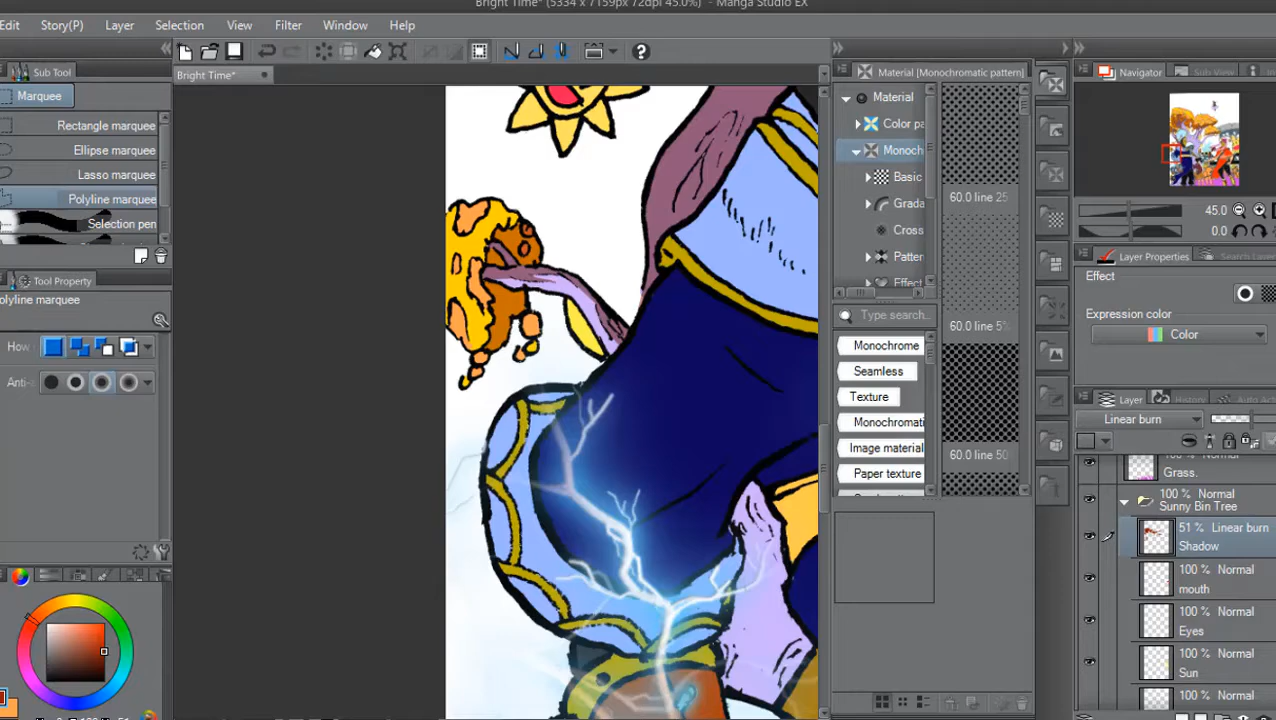 Bright Time* (5334 x 7159px 72dpi 45.0%) - Manga Studio EX
Edit Story(P) Layer Selection View Filter Window Help
Bright Time*
Sub Tool
Marquee
Rectangle marquee
Ellipse marquee
Lasso marquee
Polyline marquee
Selection pen
Tool Property
olyline marquee
How
Anti-a
Material [Monochromatic pattern]
Material
Color pa
Monoch
Basic
Grada
Cross
Patter
Effect
Type search..
Monochrome
Seamless
Texture
Monochromati
Image material
Paper texture
60.0 line 25
60.0 line 5%
60.0 line 50
Navigator
Sub View
45.0
0.0
Layer Properties
Search Layer
Effect
Expression color
Color
Layer
History
Auto Act
Linear burn
Grass.
100 % Normal
Sunny Bin Tree
51 % Linear burn
Shadow
100 % Normal
mouth
100 % Normal
Eyes
100 % Normal
Sun
100 % Normal